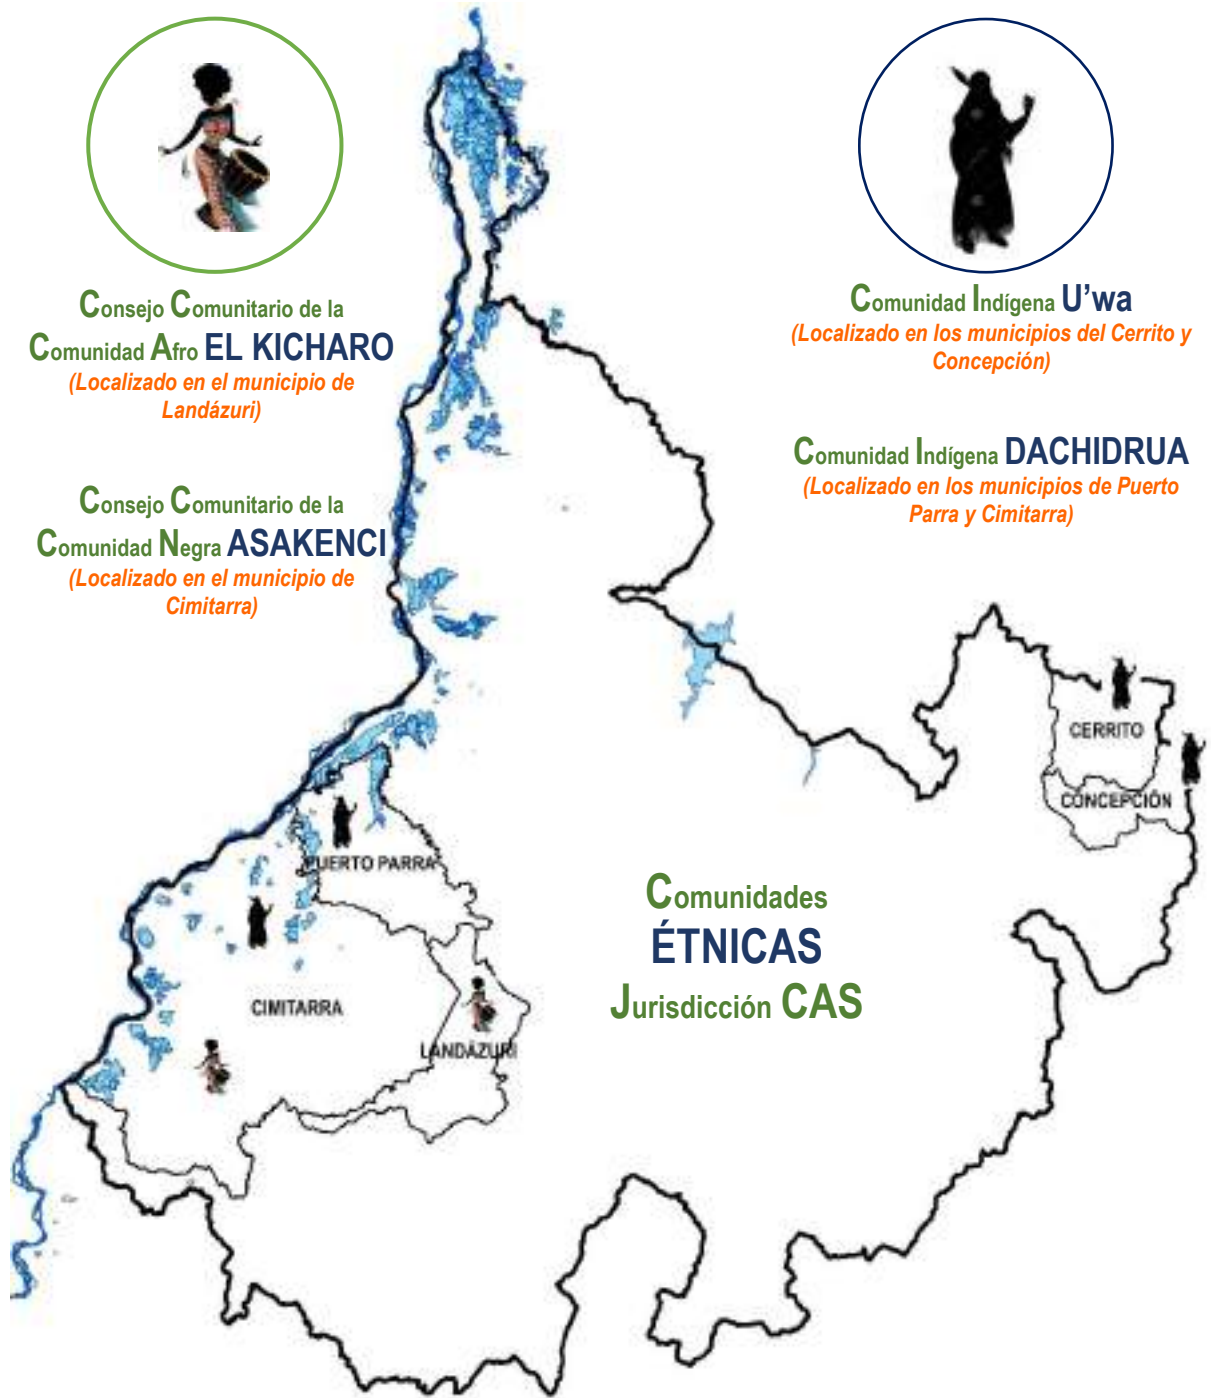 Consejo Comunitario de la
Comunidad Afro EL KICHARO
(Localizado en el municipio de
Landázuri)
Consejo Comunitario de la
Comunidad Negra ASAKENCI
(Localizado en el municipio de
Cimitarra)
Comunidad Indígena U’wa
(Localizado en los municipios del Cerrito y
Concepción)
Comunidad Indígena DACHIDRUA
(Localizado en los municipios de Puerto
Parra y Cimitarra)
CERRITO
CONCEPCIÓN
PUERTO PARRA
CIMITARRA
LANDÁZURI
Comunidades
ÉTNICAS
Jurisdicción CAS